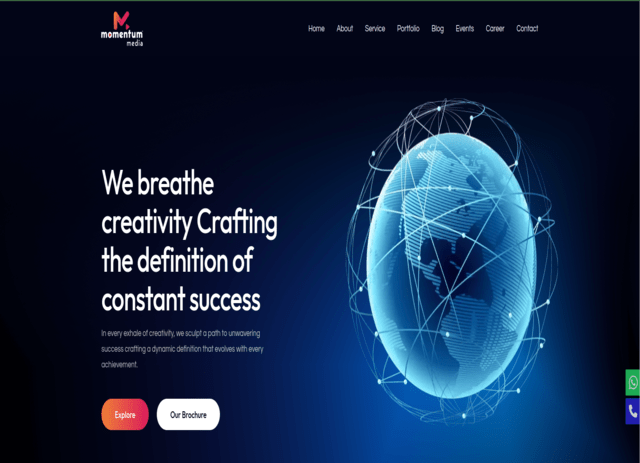 momentum
media
Home About Service Portfolio Blog Events Career Contact
We breathe
creativity Crafting
the definition of
constant success
In every exhale of creativity, we sculpt a path to unwavering
success crafting a dynamic definition that evolves with every
achievement.
Explore Our Brochure